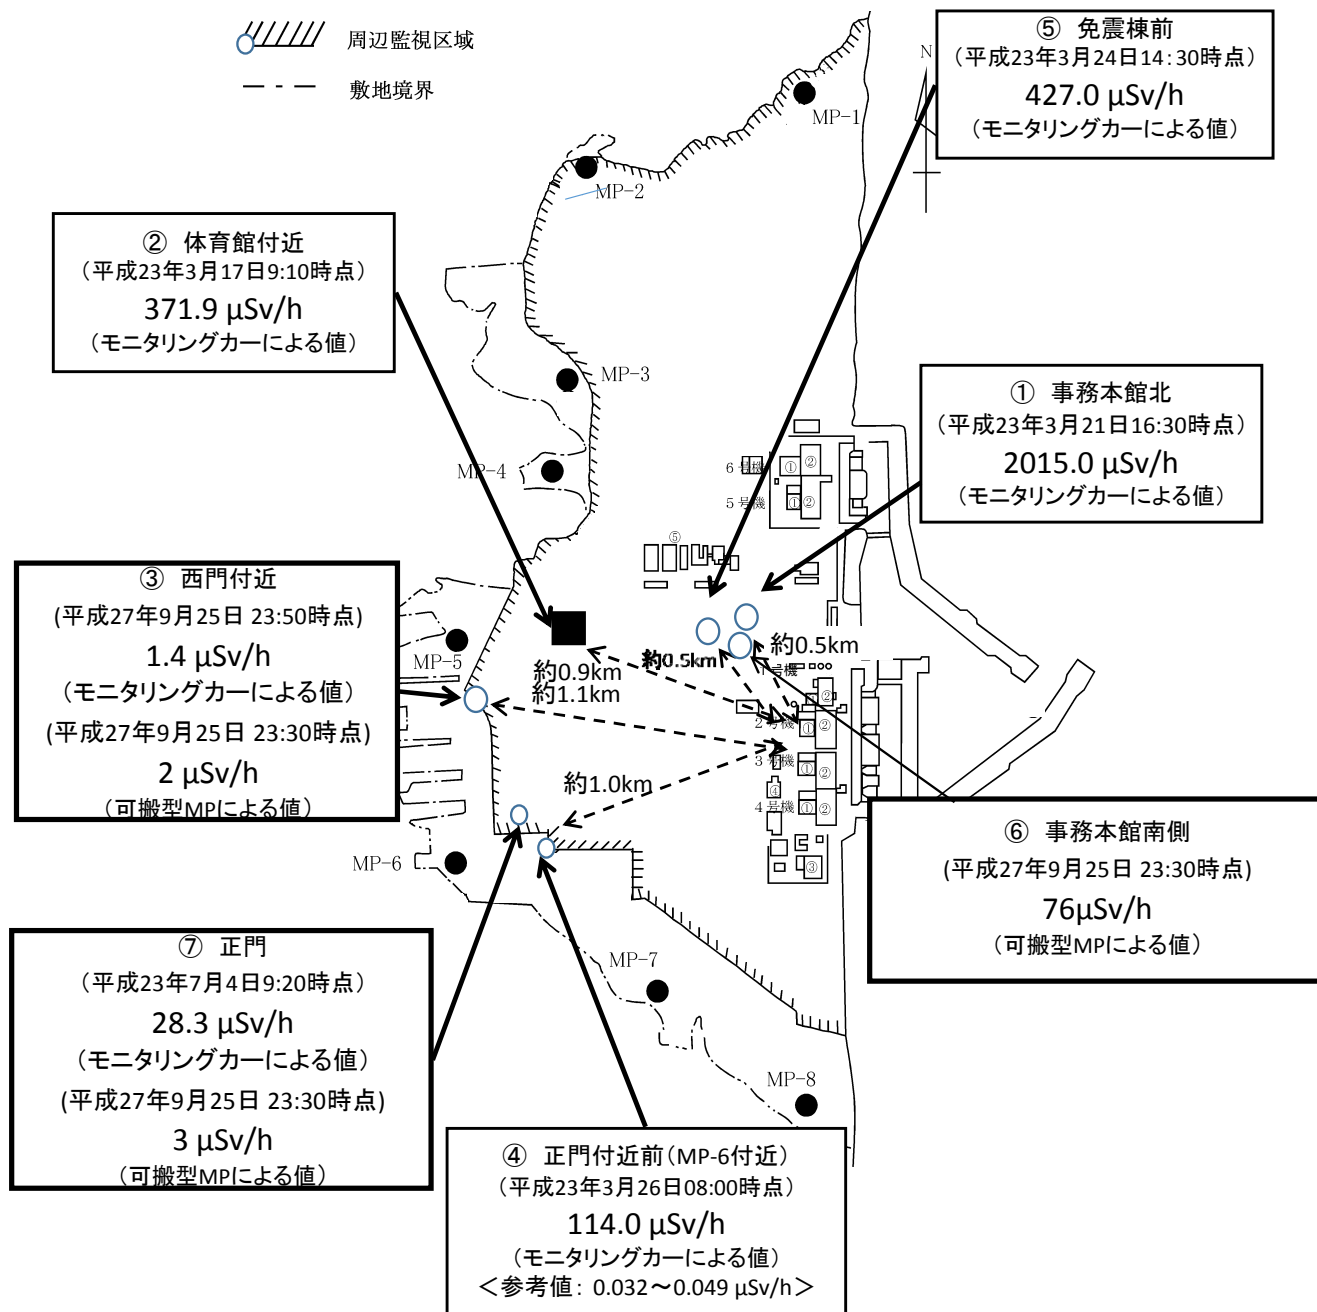 周辺監視区域
敷地境界
⑤ 免震棟前
(平成23年3月24日14:30時点)
427.0 μSv/h
(モニタリングカーによる値)
N
MP-1
MP-2
② 体育館付近
(平成23年3月17日9:10時点)
371.9 μSv/h
(モニタリングカーによる値)
MP-3
MP-4
① 事務本館北
(平成23年3月21日16:30時点)
2015.0 μSv/h
(モニタリングカーによる値)
6号機
① ②
5号機
① ②
⑤
③ 西門付近
(平成27年9月25日 23:50時点)
1.4 μSv/h
(モニタリングカーによる値)
(平成27年9月25日 23:30時点)
2 μSv/h
(可搬型MPによる値)
MP-5
約0.9km
約1.1km
約0.5km
約0.5km
1号機
②
2号機
① ②
3号機
① ②
④
4号機
① ②
③
約1.0km
MP-6
⑥ 事務本館南側
(平成27年9月25日 23:30時点)
76μSv/h
(可搬型MPによる値)
⑦ 正門
(平成23年7月4日9:20時点)
28.3 μSv/h
(モニタリングカーによる値)
(平成27年9月25日 23:30時点)
3 μSv/h
(可搬型MPによる値)
MP-7
MP-8
④ 正門付近前(MP-6付近)
(平成23年3月26日08:00時点)
114.0 μSv/h
(モニタリングカーによる値)
<参考値: 0.032～0.049 μSv/h>